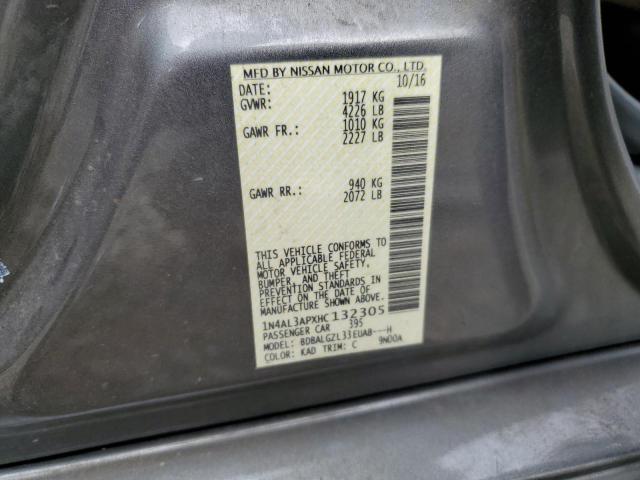 MFD BY NISSAN MOTOR CO., LTD.
DATE: 10/16
GVWR: 1917 KG
4226 LB
GAWR FR.: 1010 KG
2227 LB
GAWR RR.: 940 KG
2072 LB
THIS VEHICLE CONFORMS TO
ALL APPLICABLE FEDERAL
MOTOR VEHICLE SAFETY,
BUMPER, AND THEFT
PREVENTION STANDARDS IN
EFFECT ON THE DATE OF
MANUFACTURE SHOWN ABOVE.
1N4AL3APXHC132305
PASSENGER CAR 395
MODEL: BDBALGZL33EUAB---H
COLOR: KAD TRIM: C 9N00A